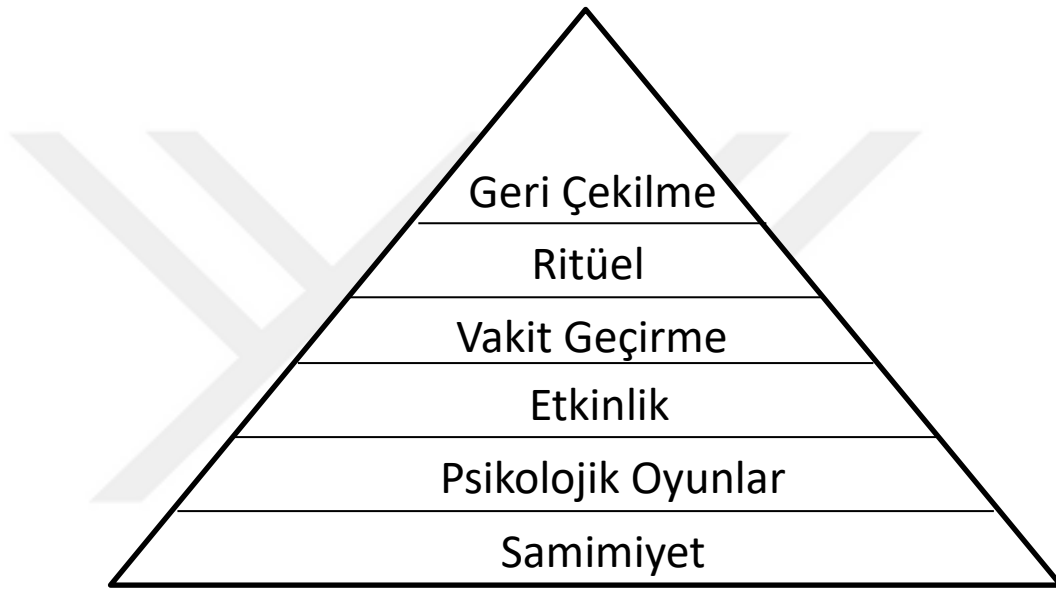 Geri Çekilme
Ritüel
Vakit Geçirme
Etkinlik
Psikolojik Oyunlar
Samimiyet